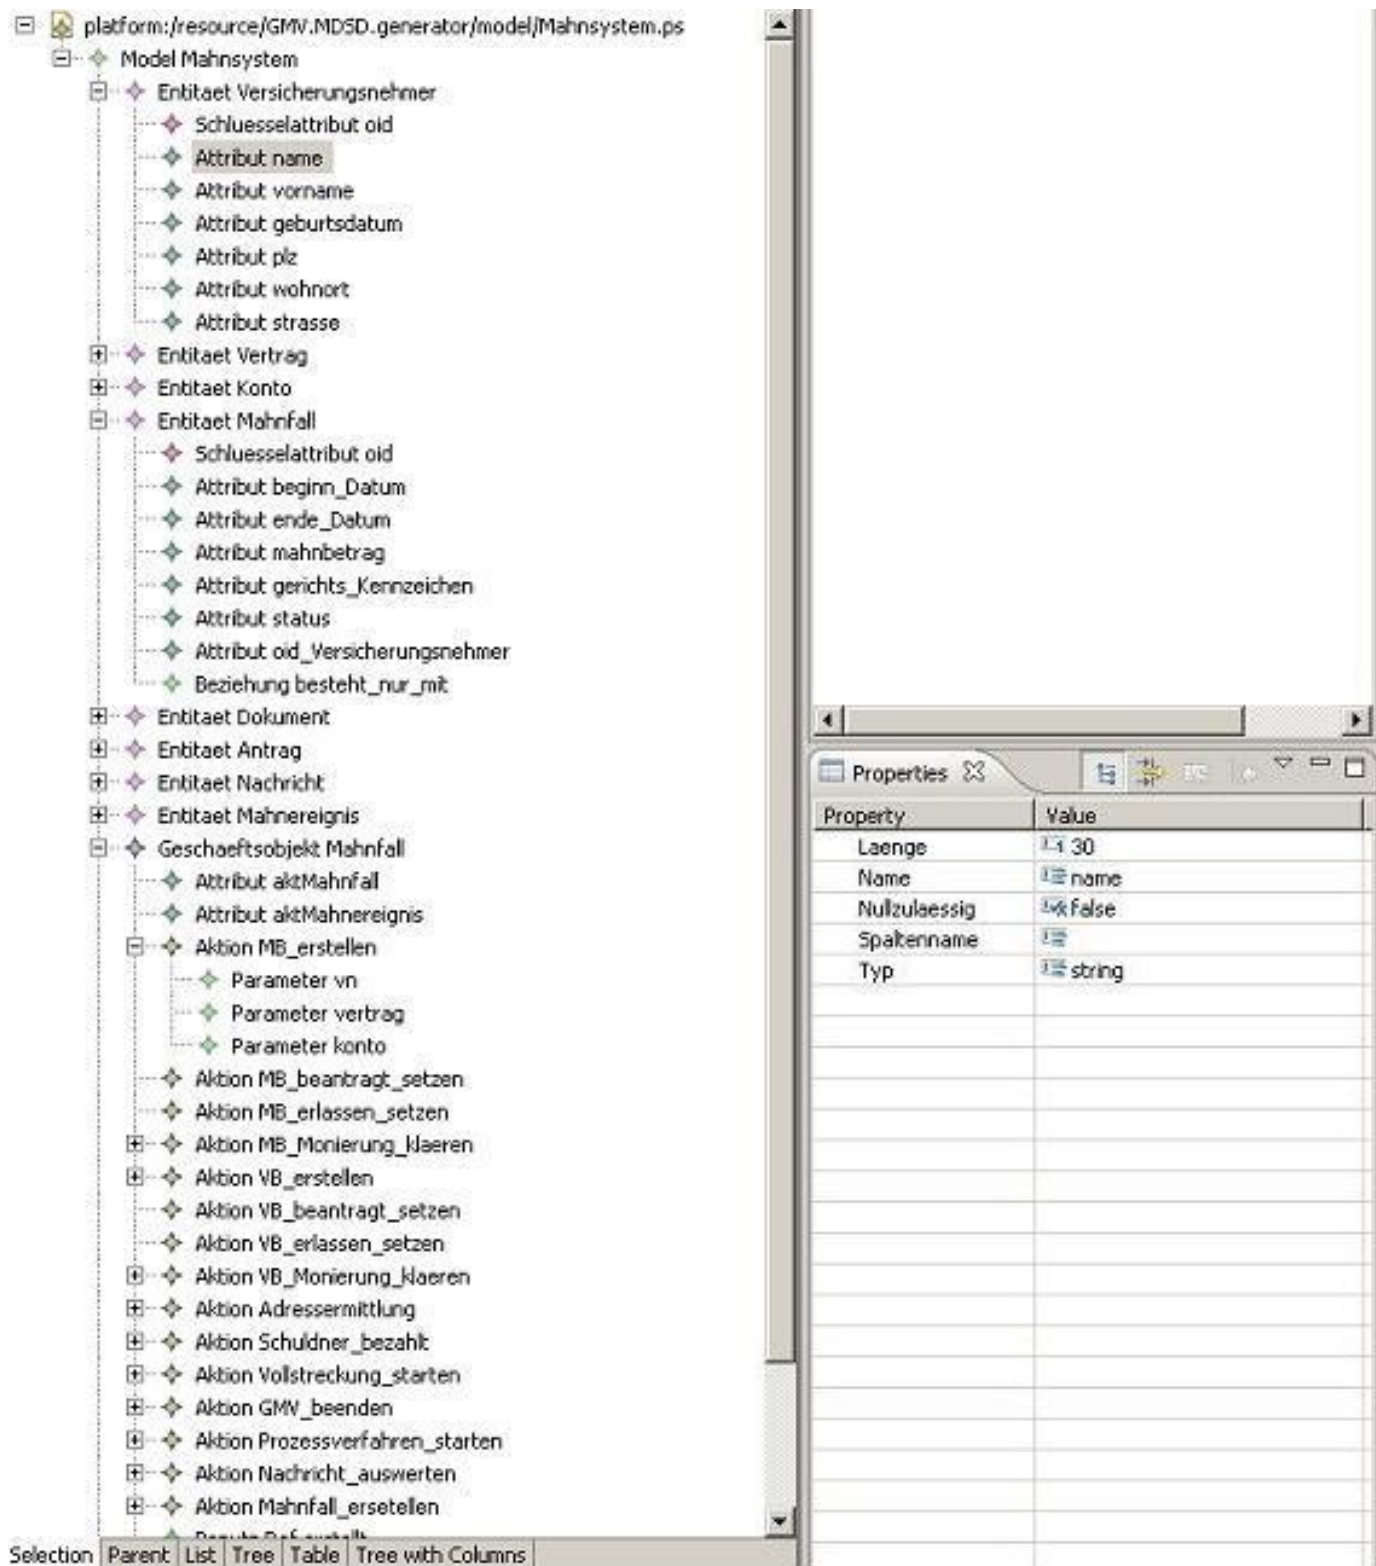 platform:/resource/GMV.MDSD.generator/model/Mahnsystem.ps
Model Mahnsystem
Entitaet Versicherungsnehmer
Schluesselattribut oid
Attribut name
Attribut vorname
Attribut geburtsdatum
Attribut plz
Attribut wohnort
Attribut strasse
Entitaet Vertrag
Entitaet Konto
Entitaet Mahnfall
Schluesselattribut oid
Attribut beginn_Datum
Attribut ende_Datum
Attribut mahnbetrag
Attribut gerichts_Kennzeichen
Attribut status
Attribut oid_Versicherungsnehmer
Beziehung besteht_nur_mit
Entitaet Dokument
Entitaet Antrag
Entitaet Nachricht
Entitaet Mahnereignis
Geschaeftsobjekt Mahnfall
Attribut aktMahnfall
Attribut aktMahnereignis
Aktion MB_erstellen
Parameter vn
Parameter vertrag
Parameter konto
Aktion MB_beantragt_setzen
Aktion MB_erlassen_setzen
Aktion MB_Monierung_klaeren
Aktion VB_erstellen
Aktion VB_beantragt_setzen
Aktion VB_erlassen_setzen
Aktion VB_Monierung_klaeren
Aktion Adressermittlung
Aktion Schuldner_bezahlt
Aktion Vollstreckung_starten
Aktion GMV_beenden
Aktion Prozessverfahren_starten
Aktion Nachricht_auswerten
Aktion Mahnfall_ersetellen
Selection Parent List Tree Table Tree with Columns
Properties
Property Value
Laenge 30
Name name
Nullzulaessig false
Spaltenname
Typ string